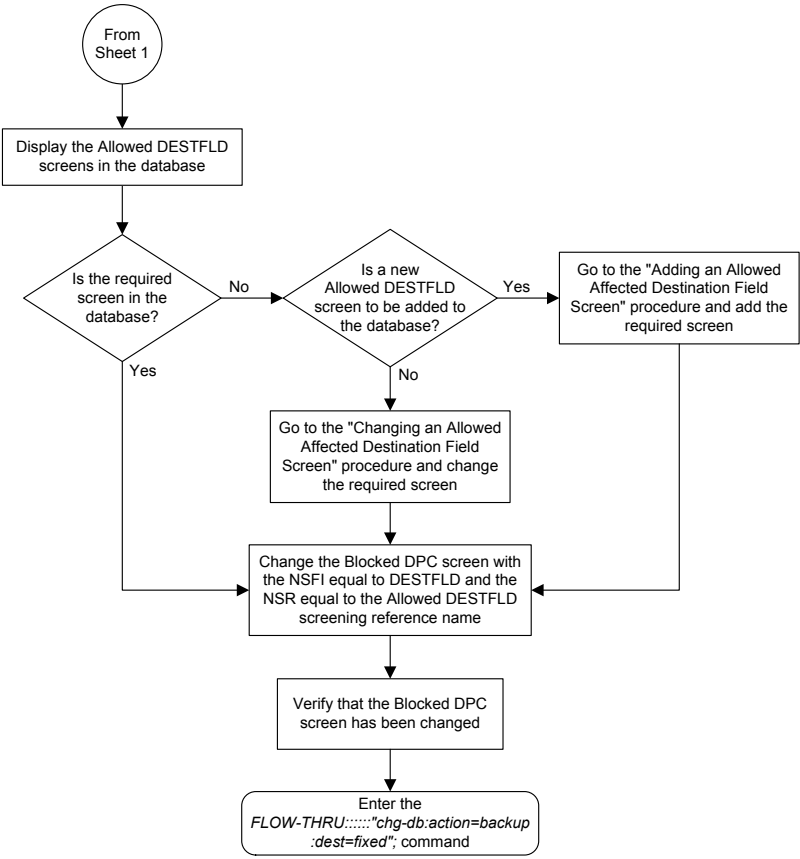 From
Sheet 1
Display the Allowed DESTFLD
screens in the database
Is the required
screen in the
database?
No
Is a new
Allowed DESTFLD
screen to be added to
the database?
Yes
Go to the "Adding an Allowed
Affected Destination Field
Screen" procedure and add the
required screen
Yes
No
Go to the "Changing an Allowed
Affected Destination Field
Screen" procedure and change
the required screen
Change the Blocked DPC screen with
the NSFI equal to DESTFLD and the
NSR equal to the Allowed DESTFLD
screening reference name
Verify that the Blocked DPC
screen has been changed
Enter the
FLOW-THRU::::::"chg-db:action=backup
:dest=fixed"; command